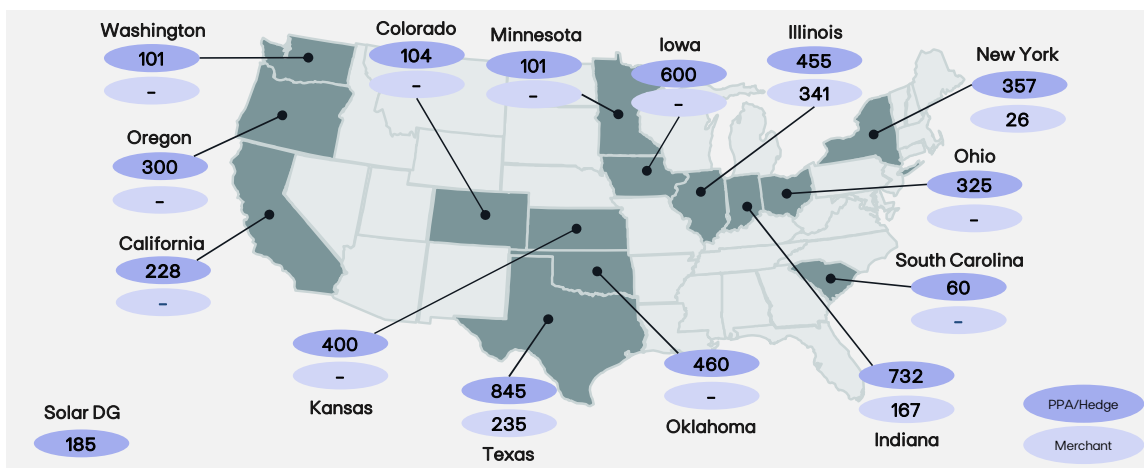 Washington
101
-
Colorado
104
-
Minnesota
101
-
Iowa
600
-
Illinois
455
341
New York
357
26
Oregon
300
-
Ohio
325
-
California
228
-
South Carolina
60
-
400
-
Kansas
845
235
Texas
460
-
Oklahoma
732
167
Indiana
Solar DG
185
PPA/Hedge
Merchant